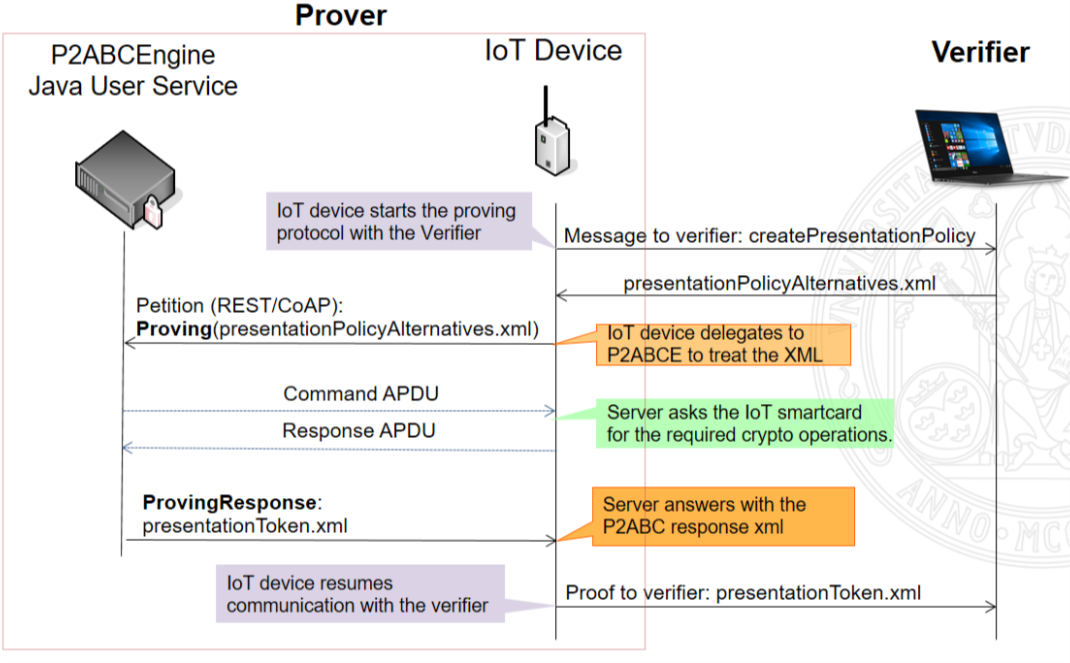 Prover
P2ABCEngine
Java User Service
IoT Device
Verifier
IoT device starts the proving
protocol with the Verifier
Message to verifier: createPresentationPolicy
presentationPolicyAlternatives.xml
Petition (REST/CoAP):
Proving(presentationPolicyAlternatives.xml)
IoT device delegates to
P2ABCE to treat the XML
Command APDU
Server asks the IoT smartcard
for the required crypto operations.
Response APDU
ProvingResponse:
presentationToken.xml
Server answers with the
P2ABC response xml
IoT device resumes
communication with the verifier
Proof to verifier: presentationToken.xml
ANNO